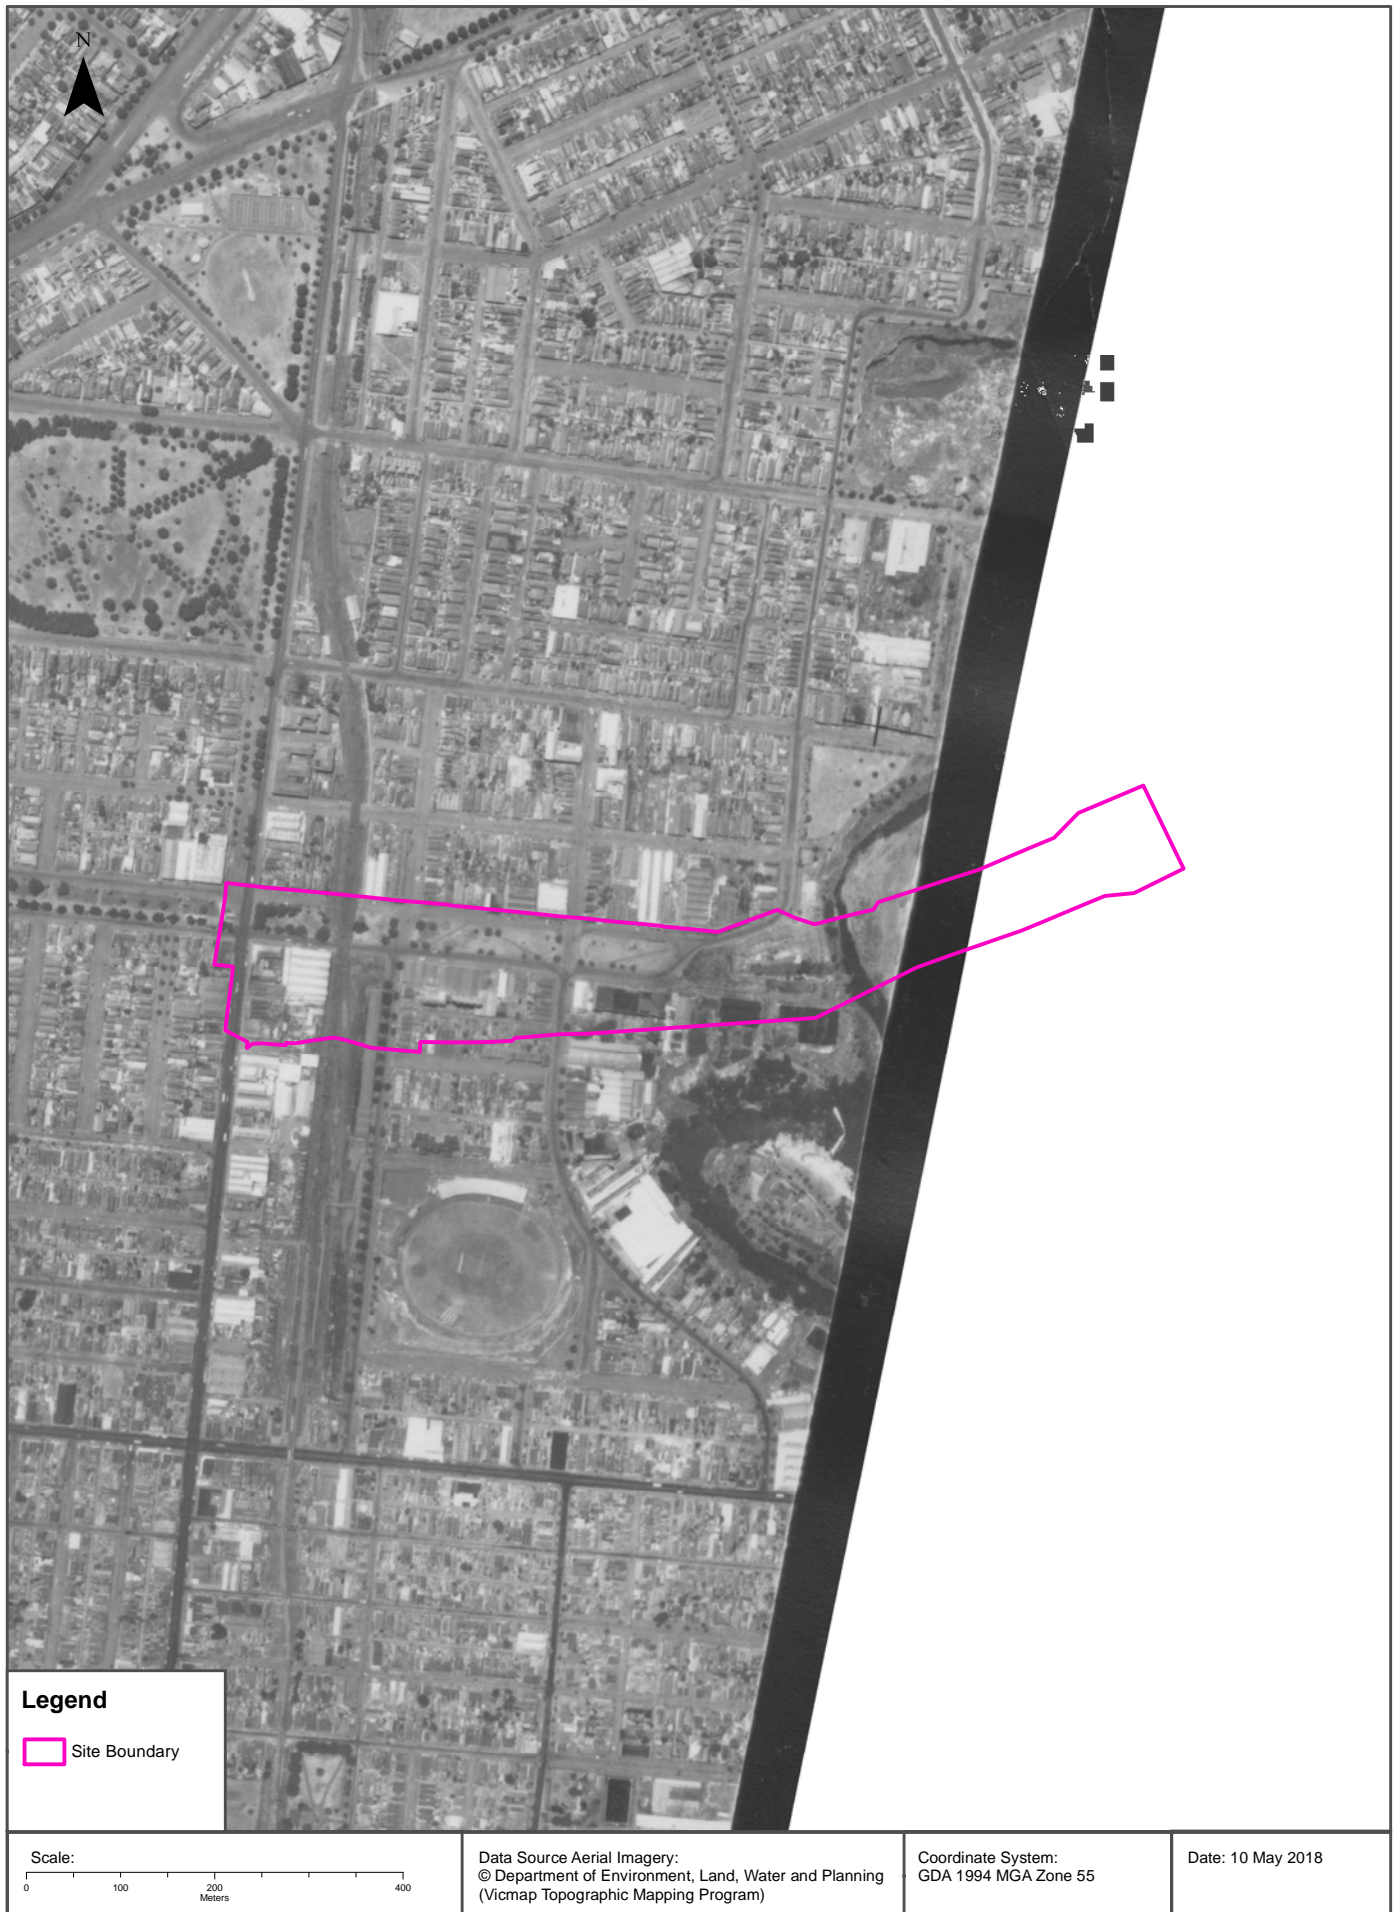 N
Legend
Site Boundary
Scale:
0 100 200 400
Meters
Data Source Aerial Imagery:
© Department of Environment, Land, Water and Planning
(Vicmap Topographic Mapping Program)
Coordinate System:
GDA 1994 MGA Zone 55
Date: 10 May 2018